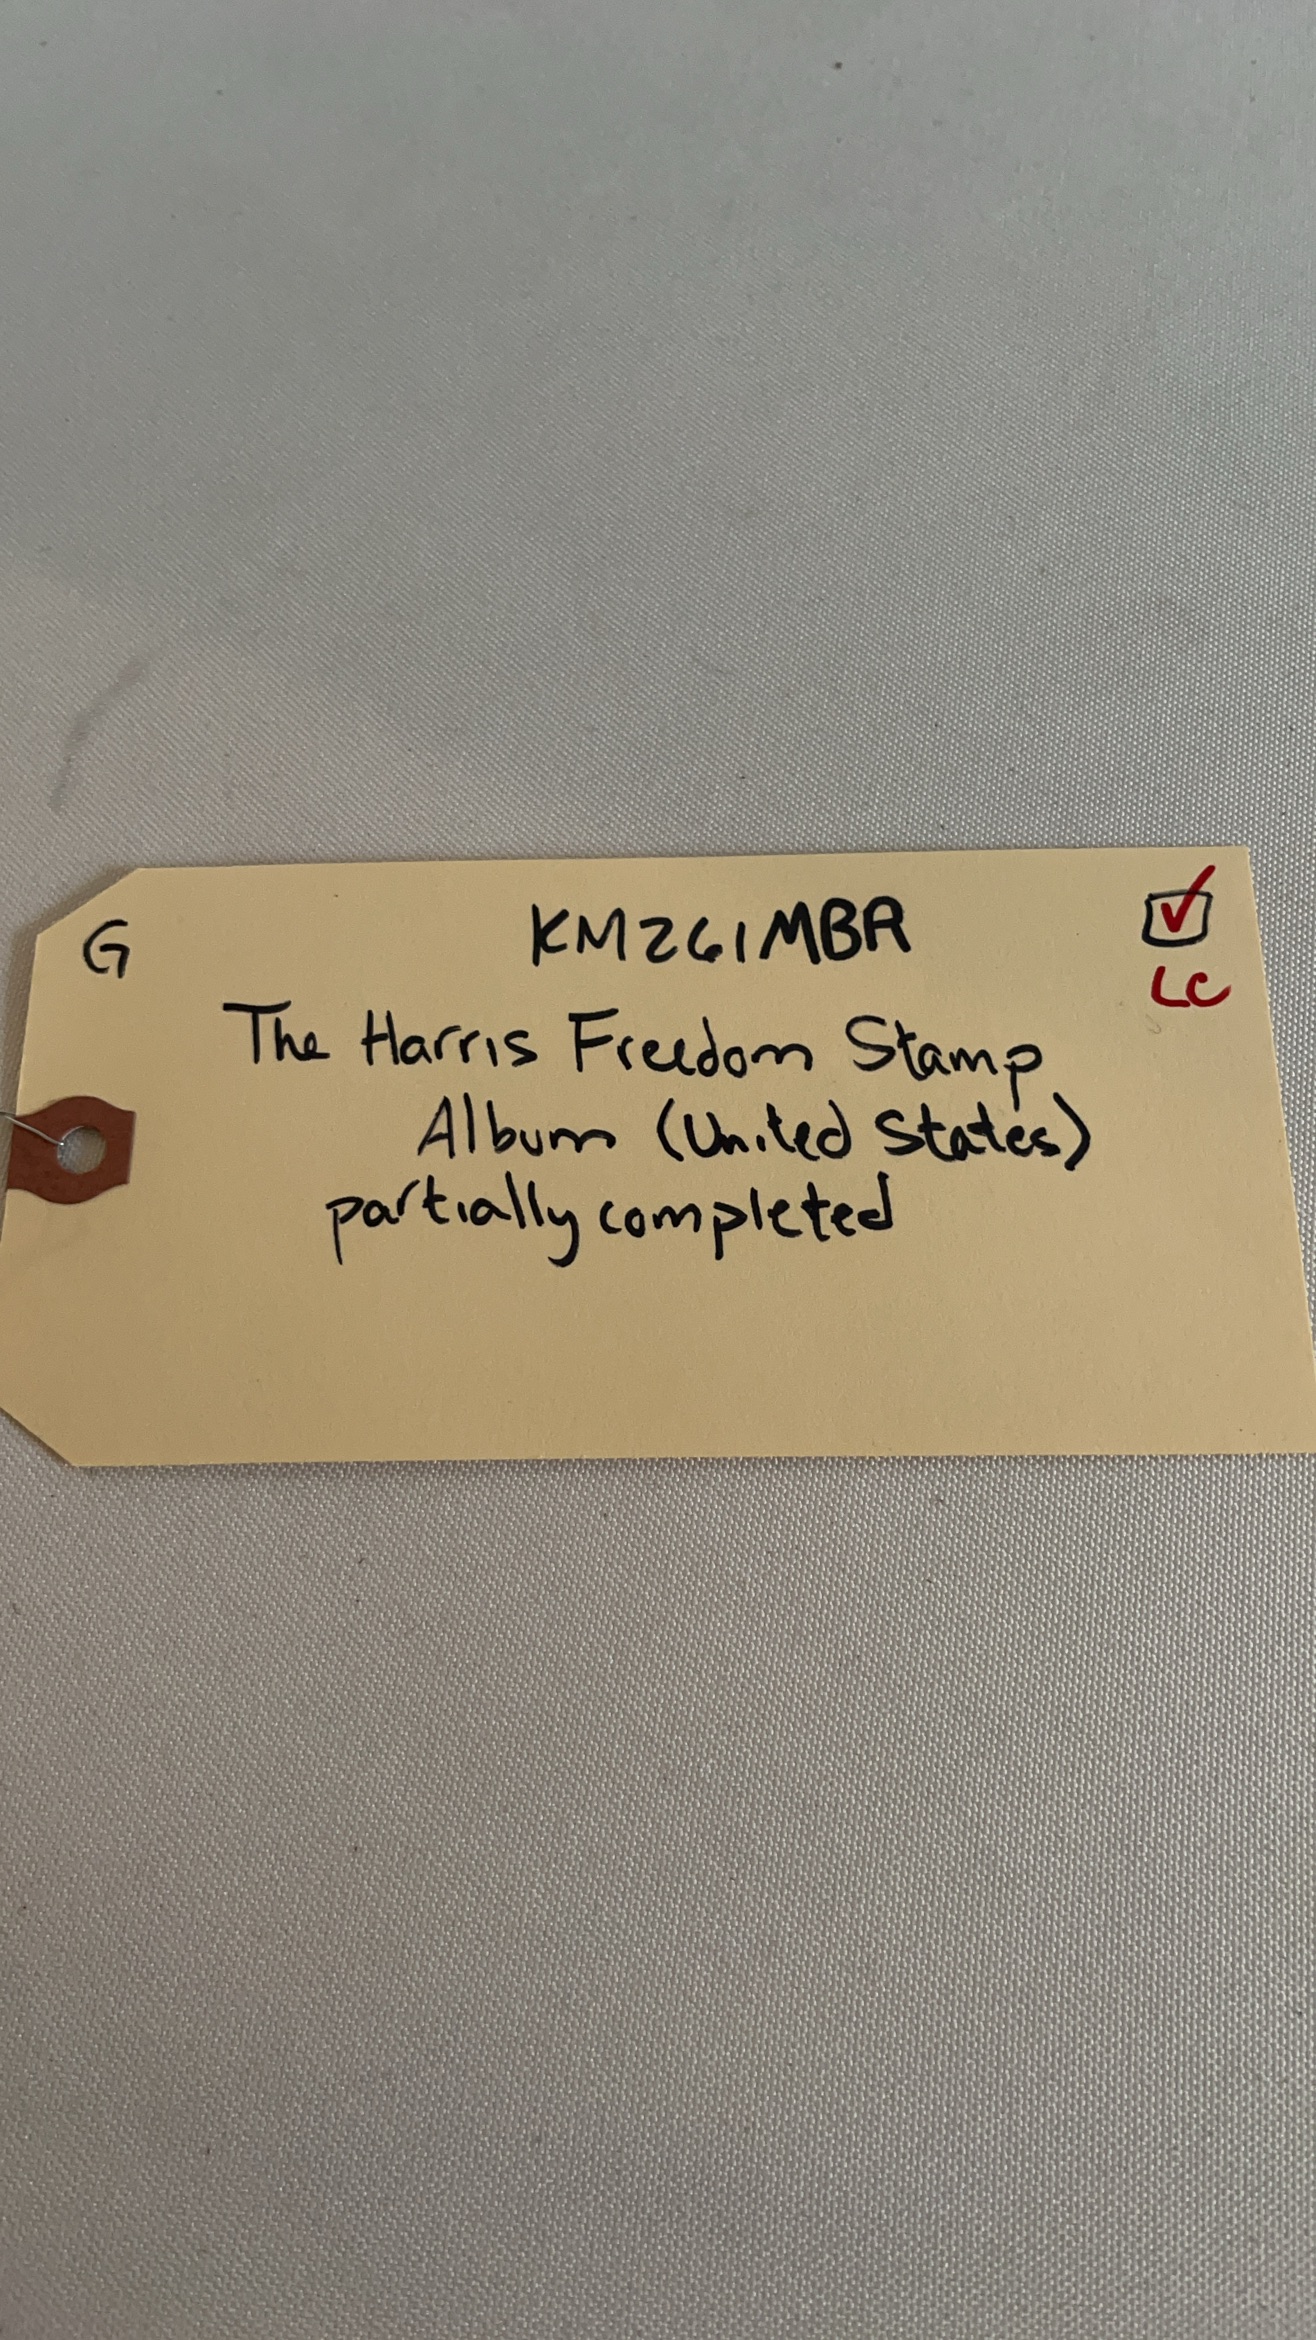 G
KM261MBR
☑
LC
The Harris Freedom Stamp
Album (United States)
partially completed